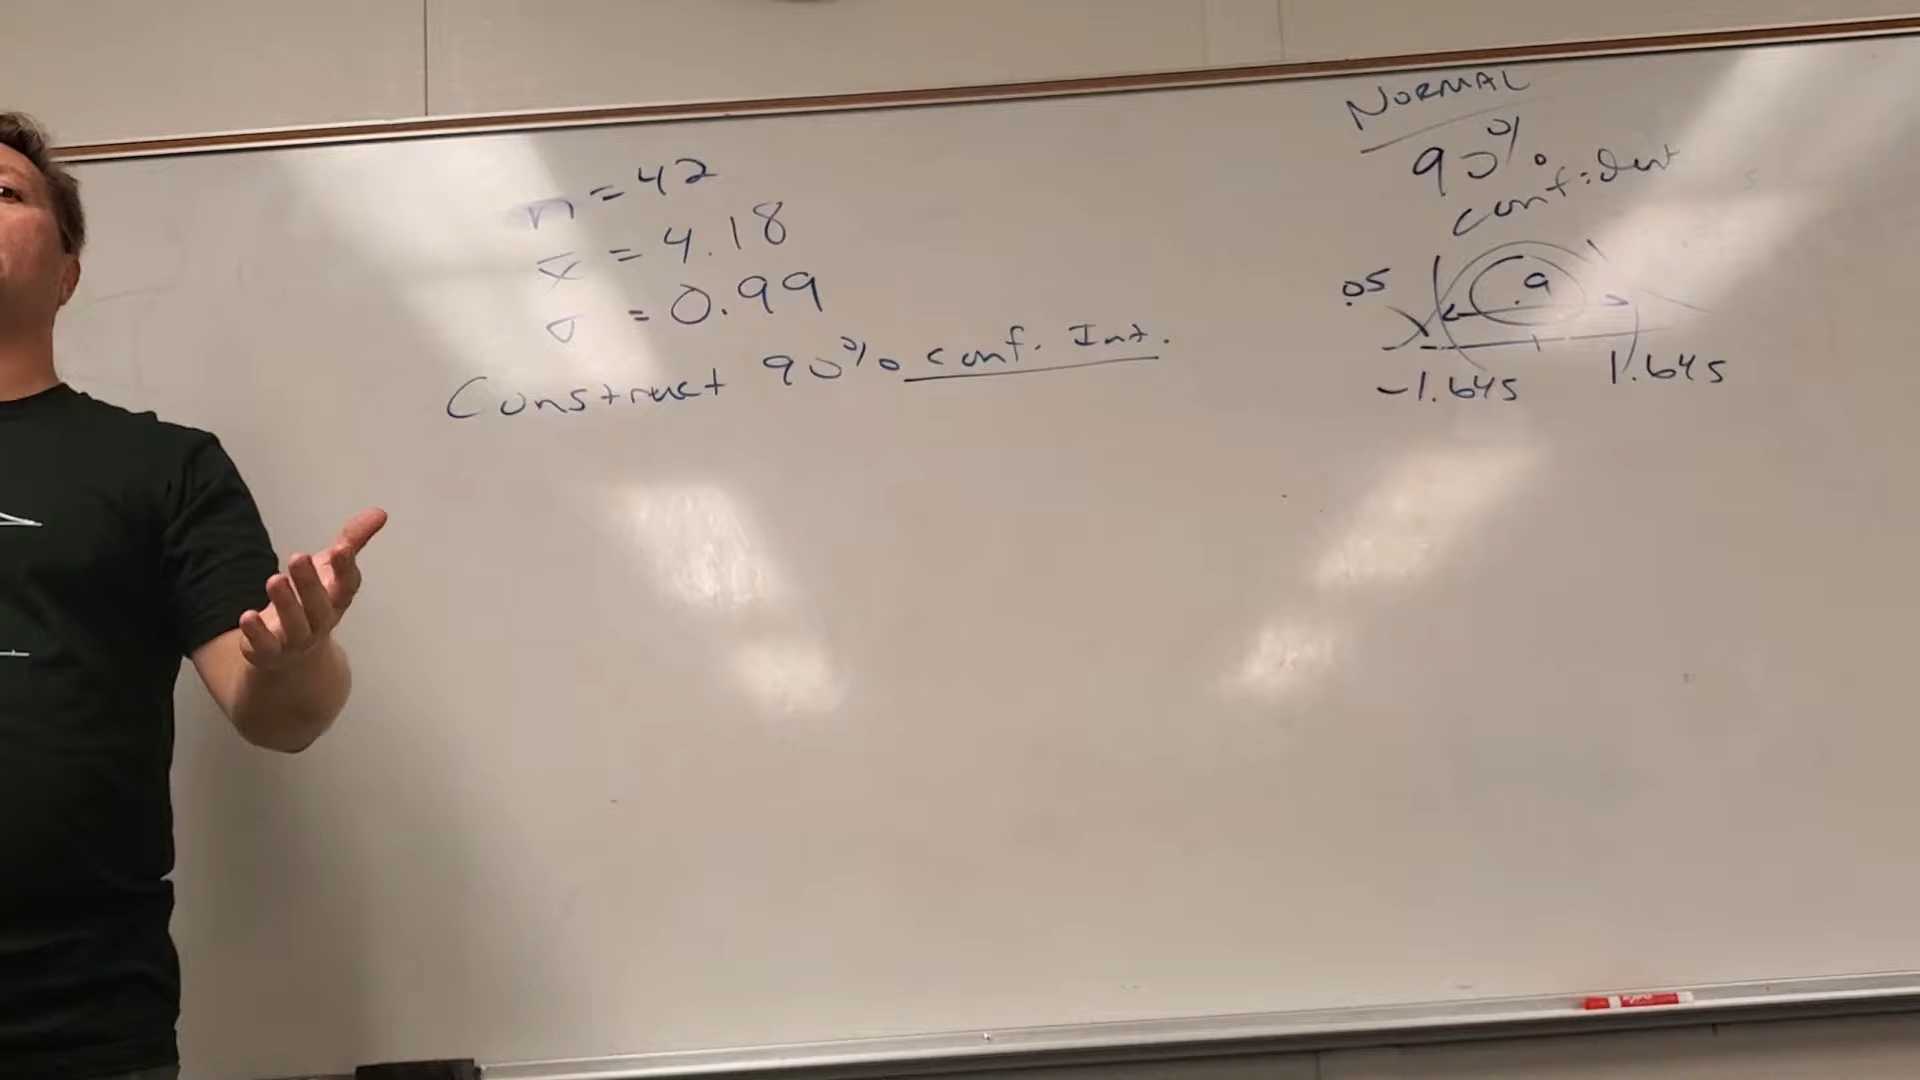 n = 42
x̄ = 4.18
σ = 0.99
Construct 90% conf. Int.
NORMAL
90%
confident
.05
.9
-1.645
1.645